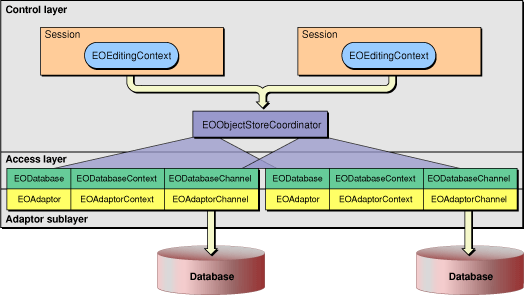 Control layer
Session
Session
EOEditingContext
EOEditingContext
EOObjectStoreCoordinator
Access layer
EODatabase EODatabaseContext EODatabaseChannel EODatabase EODatabaseContext EODatabaseChannel
EOAdaptor EOAdaptorContext EOAdaptorChannel EOAdaptor EOAdaptorContext EOAdaptorChannel
Adaptor sublayer
Database
Database